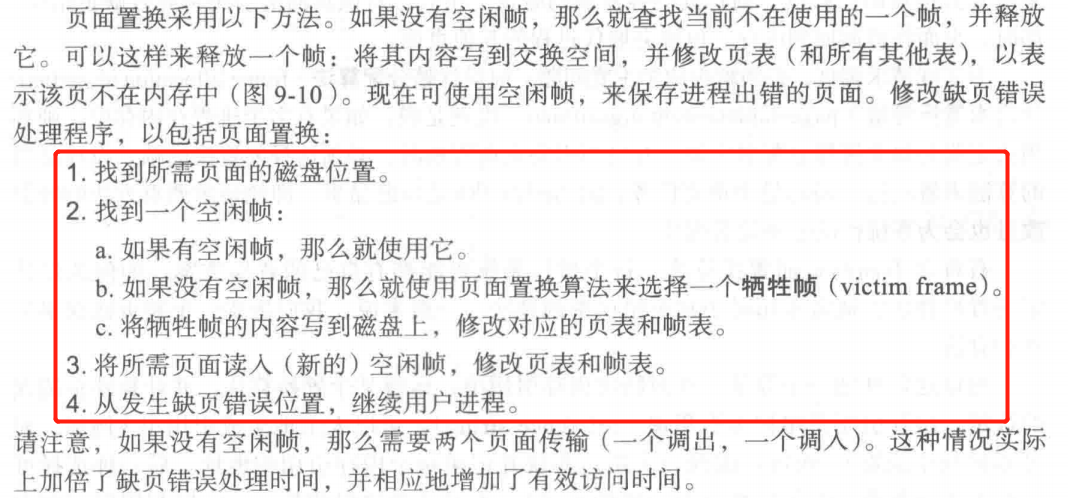 页面置换采用以下方法。如果没有空闲帧，那么就查找当前不在使用的一个帧，并释放
它。可以这样来释放一个帧：将其内容写到交换空间，并修改页表（和所有其他表），以表
示该页不在内存中（图 9-10）。现在可使用空闲帧，来保存进程出错的页面。修改缺页错误
处理程序，以包括页面置换：
1. 找到所需页面的磁盘位置。
2. 找到一个空闲帧：
a. 如果有空闲帧，那么就使用它。
b. 如果没有空闲帧，那么就使用页面置换算法来选择一个牺牲帧（victim frame）。
c. 将牺牲帧的内容写到磁盘上，修改对应的页表和帧表。
3. 将所需页面读入（新的）空闲帧，修改页表和帧表。
4. 从发生缺页错误位置，继续用户进程。
请注意，如果没有空闲帧，那么需要两个页面传输（一个调出，一个调入）。这种情况实际
上加倍了缺页错误处理时间，并相应地增加了有效访问时间。